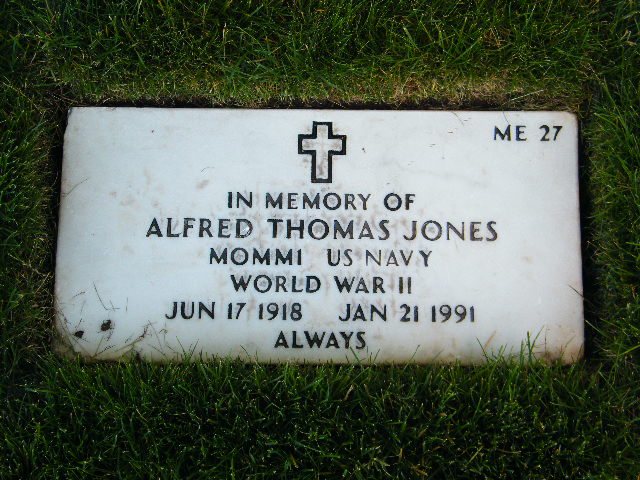 ME 27
IN MEMORY OF
ALFRED THOMAS JONES
MOMM1 US NAVY
WORLD WAR II
JUN 17 1918 JAN 21 1991
ALWAYS